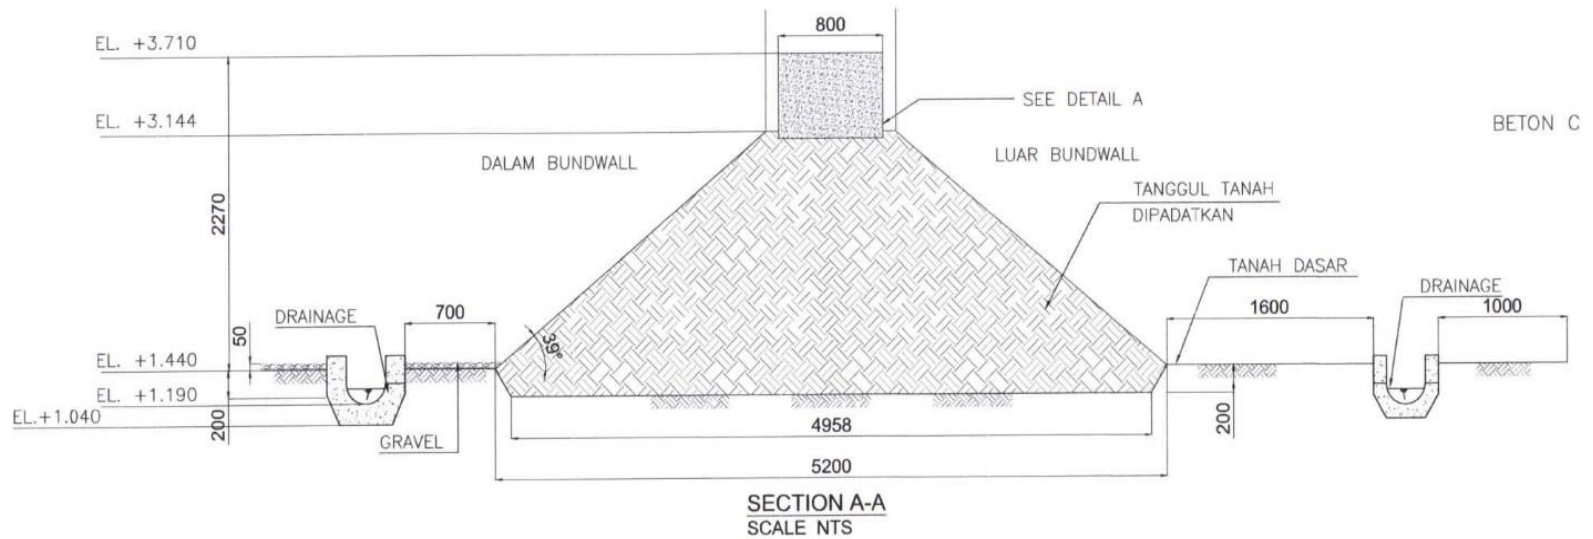 800
EL. +3.710
SEE DETAIL A
EL. +3.144
BETON C
DALAM BUNDWALL
LUAR BUNDWALL
TANGGUL TANAH
DIPADATKAN
2270
TANAH DASAR
DRAINAGE
DRAINAGE
700
1600
1000
50
39°
EL. +1.440
EL. +1.190
EL.+1.040
200
200
GRAVEL
4958
5200
SECTION A-A
SCALE NTS